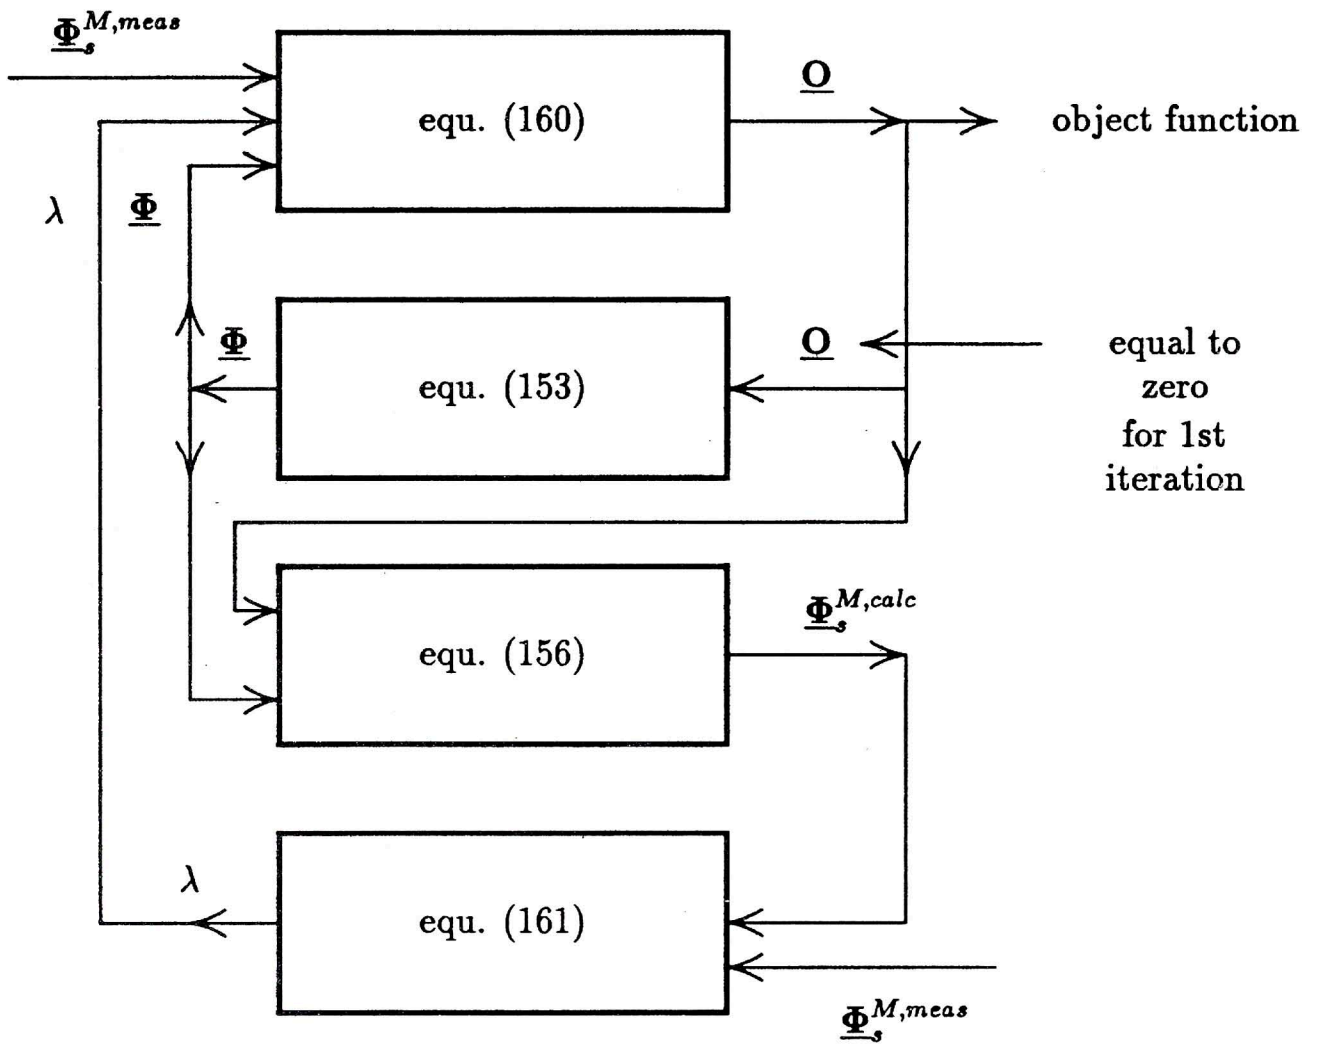 Φ_s^{M,meas}
O
equ. (160)
object function
λ
Φ
Φ
O
equal to
zero
for 1st
iteration
equ. (153)
Φ_s^{M,calc}
equ. (156)
λ
equ. (161)
Φ_s^{M,meas}